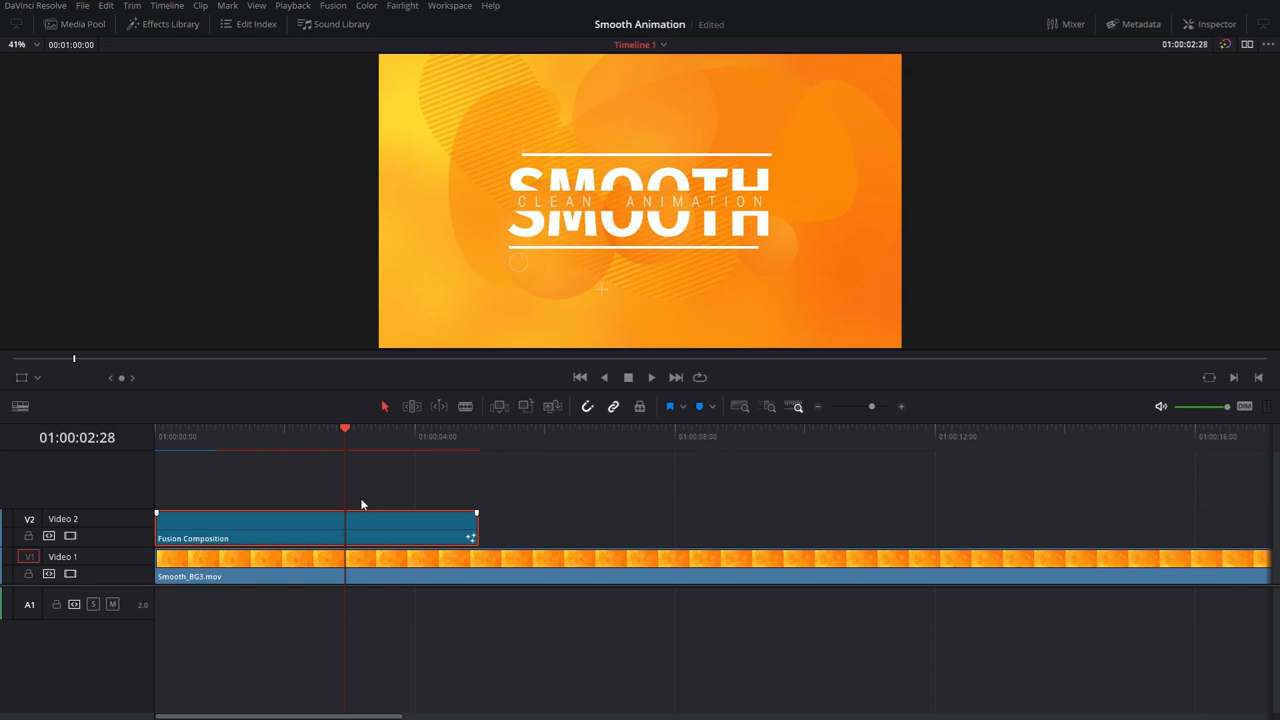 DaVinci Resolve File Edit Trim Timeline Clip Mark View Playback Fusion Color Fairlight Workspace Help
Media Pool Effects Library Edit Index Sound Library Smooth Animation Edited Mixer Metadata Inspector
41% 00:01:00:00 Timeline 1 01:00:02:28
SMOOTH
CLEAN ANIMATION
SMOOTH
DIM
01:00:02:28 01:00:00:00 01:00:04:00 01:00:08:00 01:00:12:00 01:00:16:00
V2 Video 2
Fusion Composition
V1 Video 1
Smooth_BG3.mov
A1 S M 2.0